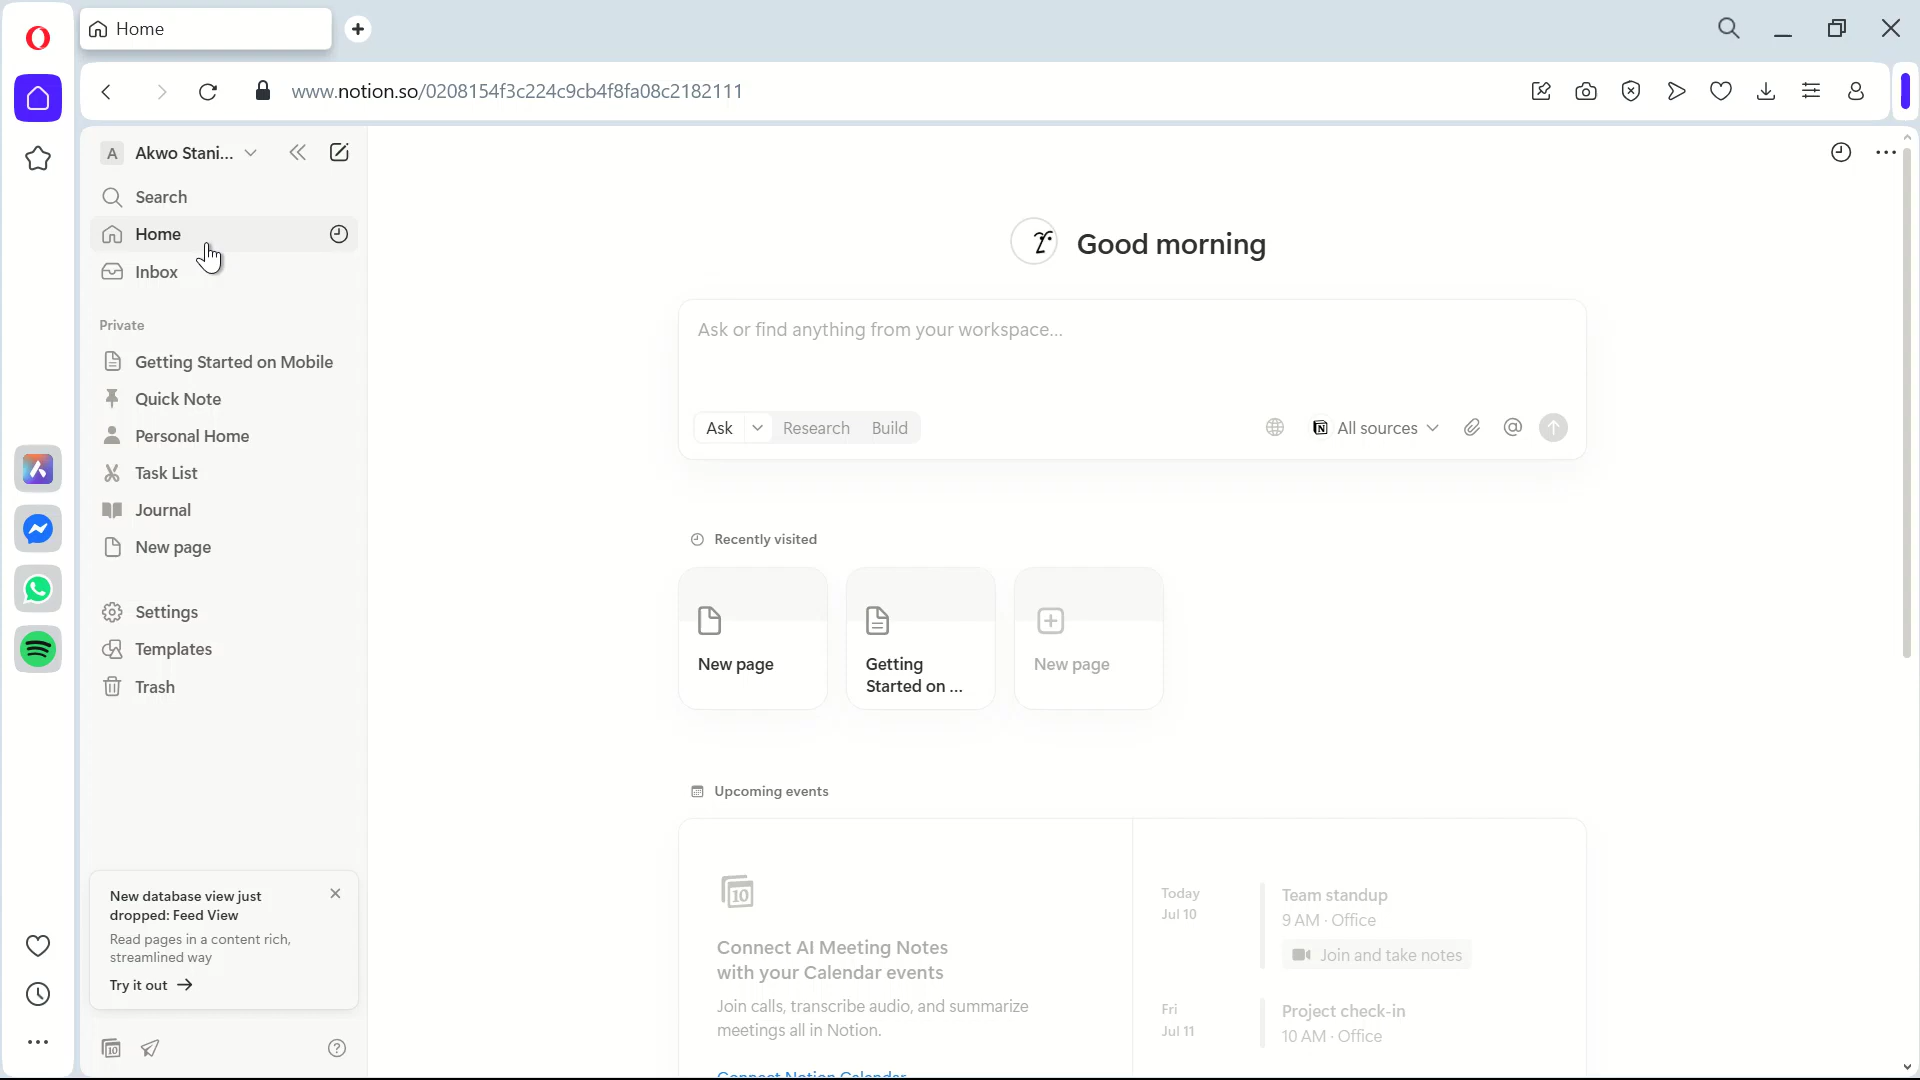 Home
www.notion.so/0208154f3c224c9cb4f8fa08c2182111
A Akwo Stani...
Search
Home
Inbox
Private
Getting Started on Mobile
Quick Note
Personal Home
Task List
Journal
New page
Settings
Templates
Trash
New database view just
dropped: Feed View
Read pages in a content rich,
streamlined way
Try it out →
10
Good morning
Ask or find anything from your workspace...
Ask Research Build
All sources
Recently visited
New page
Getting
Started on ...
New page
Upcoming events
10
Connect AI Meeting Notes
with your Calendar events
Join calls, transcribe audio, and summarize
meetings all in Notion.
Connect Notion Calendar
Today
Jul 10
Team standup
9 AM · Office
Join and take notes
Fri
Jul 11
Project check-in
10 AM · Office